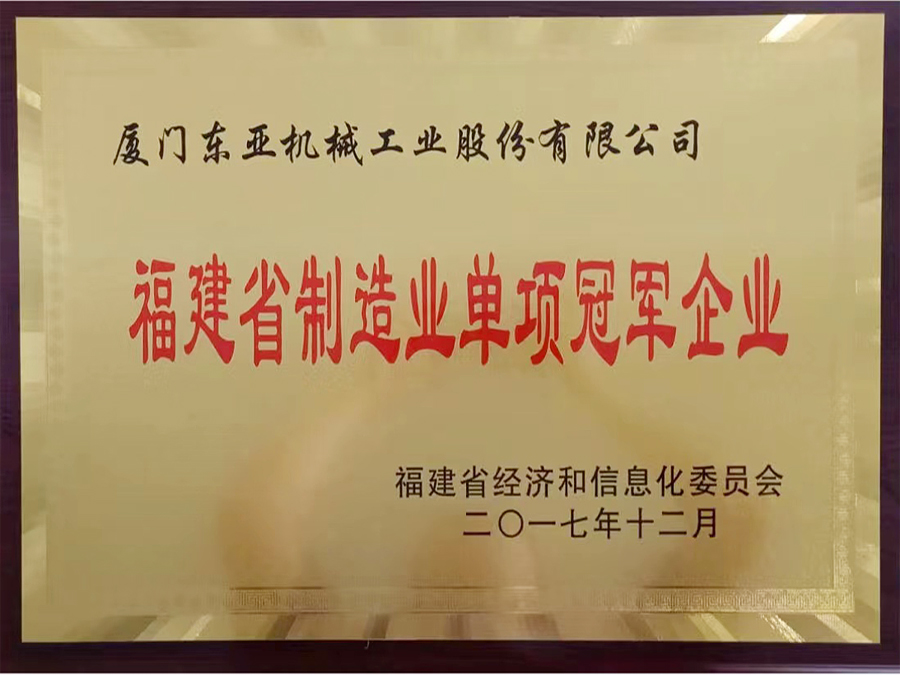 厦门东亚机械工业股份有限公司
福建省制造业单项冠军企业
福建省经济和信息化委员会
二〇一七年十二月